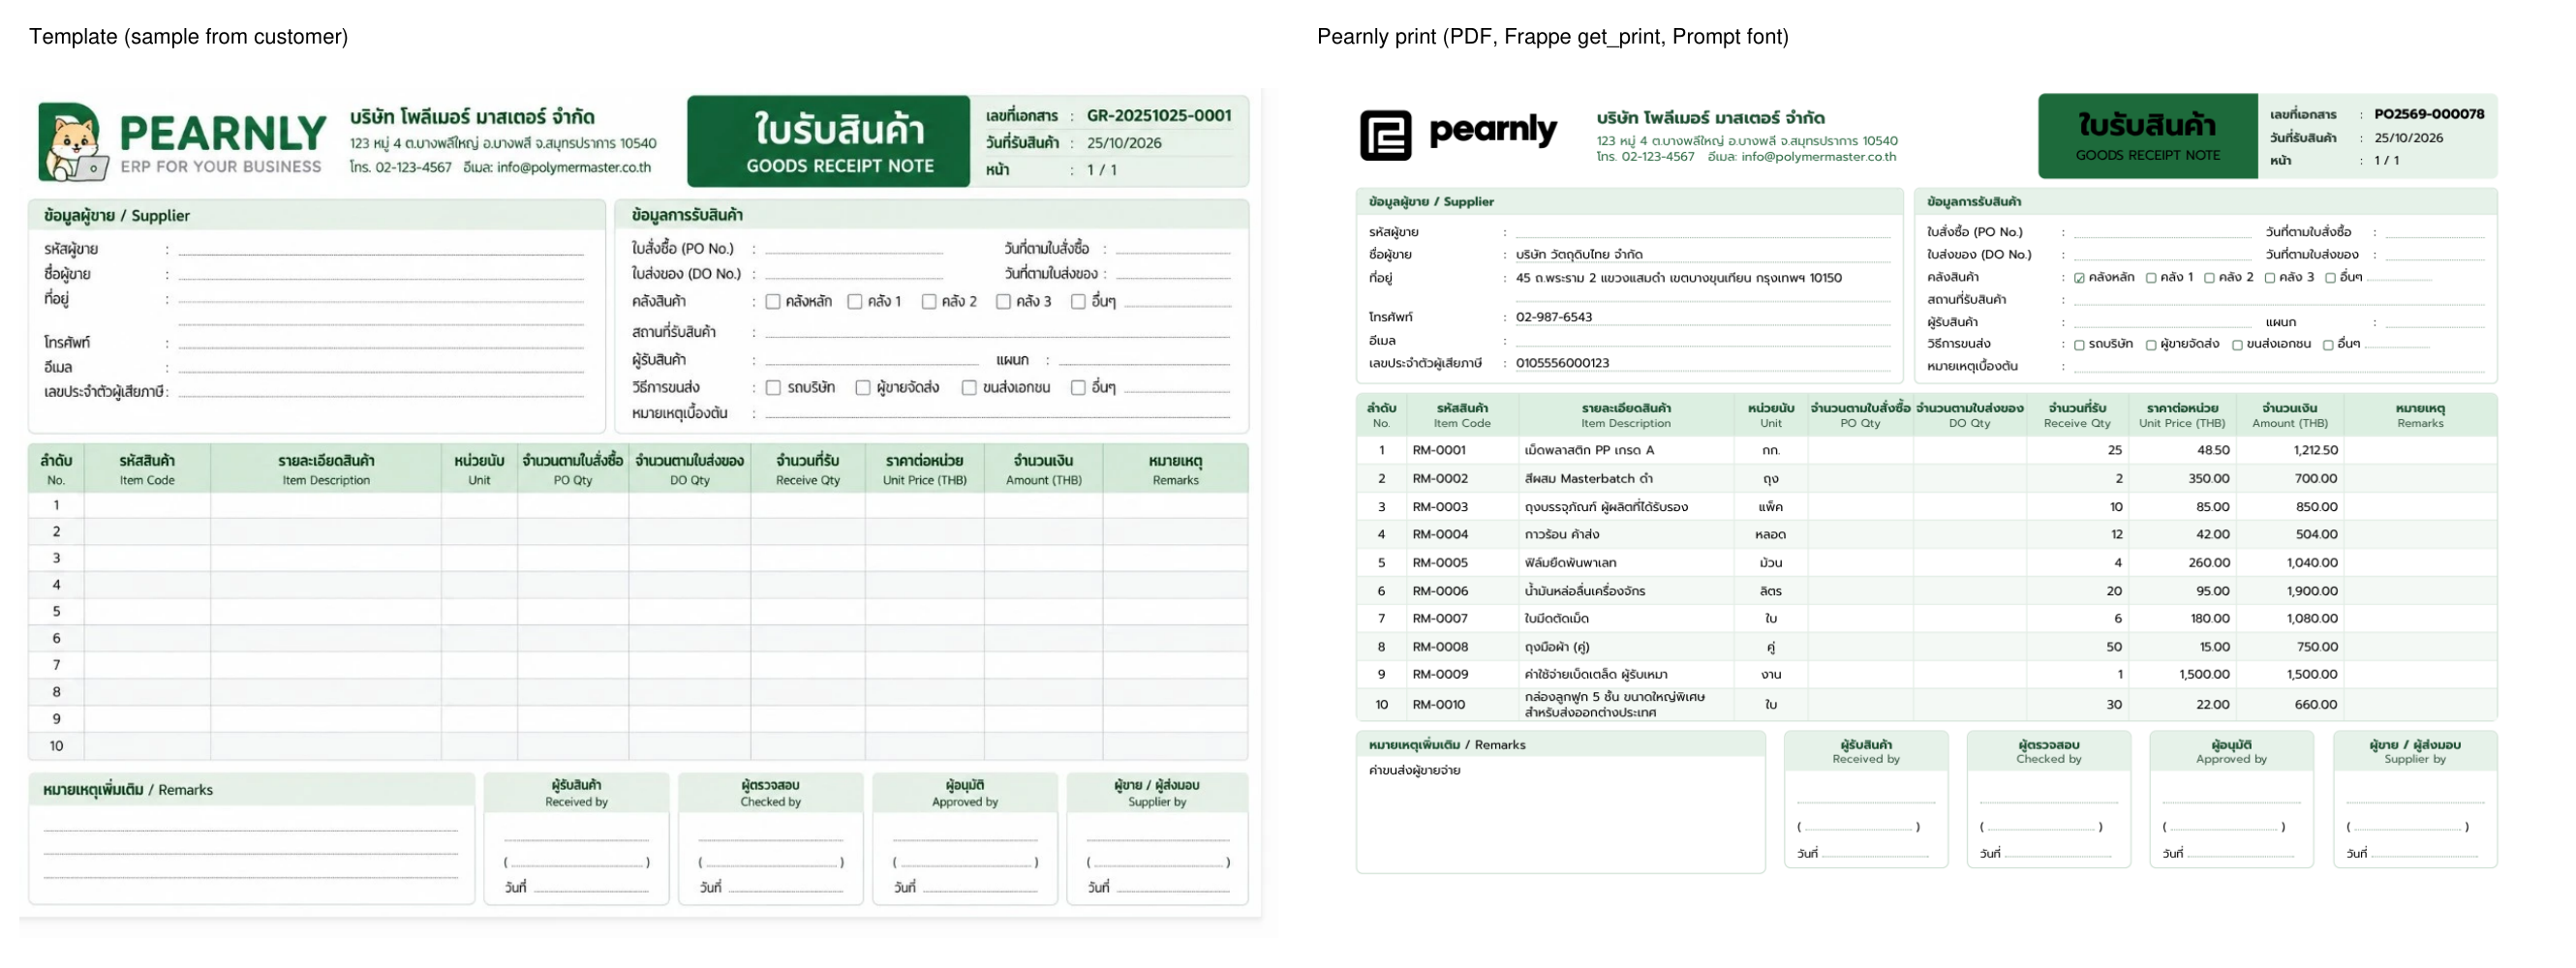 Template (sample from customer)
PEARNLY
ERP FOR YOUR BUSINESS
บริษัท โพลีเมอร์ มาสเตอร์ จำกัด
123 หมู่ 4 ต.บางพลีใหญ่ อ.บางพลี จ.สมุทรปราการ 10540
โทร. 02-123-4567 อีเมล: info@polymermaster.co.th
ใบรับสินค้า
GOODS RECEIPT NOTE
เลขที่เอกสาร : GR-20251025-0001
วันที่รับสินค้า : 25/10/2026
หน้า : 1 / 1
ข้อมูลผู้ขาย / Supplier
รหัสผู้ขาย :
ชื่อผู้ขาย :
ที่อยู่ :
โทรศัพท์ :
อีเมล :
เลขประจำตัวผู้เสียภาษี :
ข้อมูลการรับสินค้า
ใบสั่งซื้อ (PO No.) : วันที่ตามใบสั่งซื้อ :
ใบส่งของ (DO No.) : วันที่ตามใบส่งของ :
คลังสินค้า : ☐ คลังหลัก ☐ คลัง 1 ☐ คลัง 2 ☐ คลัง 3 ☐ อื่นๆ
สถานที่รับสินค้า :
ผู้รับสินค้า : แผนก :
วิธีการขนส่ง : ☐ รถบริษัท ☐ ผู้ขายจัดส่ง ☐ ขนส่งเอกชน ☐ อื่นๆ
หมายเหตุเบื้องต้น :
ลำดับ รหัสสินค้า รายละเอียดสินค้า หน่วยนับ จำนวนตามใบสั่งซื้อ จำนวนตามใบส่งของ จำนวนที่รับ ราคาต่อหน่วย จำนวนเงิน หมายเหตุ
No. Item Code Item Description Unit PO Qty DO Qty Receive Qty Unit Price (THB) Amount (THB) Remarks
1
2
3
4
5
6
7
8
9
10
หมายเหตุเพิ่มเติม / Remarks
ผู้รับสินค้า
Received by
( )
วันที่
ผู้ตรวจสอบ
Checked by
( )
วันที่
ผู้อนุมัติ
Approved by
( )
วันที่
ผู้ขาย / ผู้ส่งมอบ
Supplier by
( )
วันที่
Pearnly print (PDF, Frappe get_print, Prompt font)
pearnly
บริษัท โพลีเมอร์ มาสเตอร์ จำกัด
123 หมู่ 4 ต.บางพลีใหญ่ อ.บางพลี จ.สมุทรปราการ 10540
โทร. 02-123-4567 อีเมล: info@polymermaster.co.th
ใบรับสินค้า
GOODS RECEIPT NOTE
เลขที่เอกสาร : PO2569-000078
วันที่รับสินค้า : 25/10/2026
หน้า : 1 / 1
ข้อมูลผู้ขาย / Supplier
รหัสผู้ขาย :
ชื่อผู้ขาย : บริษัท วัตถุดิบไทย จำกัด
ที่อยู่ : 45 ถ.พระราม 2 แขวงแสมดำ เขตบางขุนเทียน กรุงเทพฯ 10150
โทรศัพท์ : 02-987-6543
อีเมล :
เลขประจำตัวผู้เสียภาษี : 0105556000123
ข้อมูลการรับสินค้า
ใบสั่งซื้อ (PO No.) : วันที่ตามใบสั่งซื้อ :
ใบส่งของ (DO No.) : วันที่ตามใบส่งของ :
คลังสินค้า : ☑ คลังหลัก ☐ คลัง 1 ☐ คลัง 2 ☐ คลัง 3 ☐ อื่นๆ
สถานที่รับสินค้า :
ผู้รับสินค้า : แผนก :
วิธีการขนส่ง : ☐ รถบริษัท ☐ ผู้ขายจัดส่ง ☐ ขนส่งเอกชน ☐ อื่นๆ
หมายเหตุเบื้องต้น :
ลำดับ รหัสสินค้า รายละเอียดสินค้า หน่วยนับ จำนวนตามใบสั่งซื้อ จำนวนตามใบส่งของ จำนวนที่รับ ราคาต่อหน่วย จำนวนเงิน หมายเหตุ
No. Item Code Item Description Unit PO Qty DO Qty Receive Qty Unit Price (THB) Amount (THB) Remarks
1 RM-0001 เม็ดพลาสติก PP เกรด A กก. 25 48.50 1,212.50
2 RM-0002 สีผสม Masterbatch ดำ ถุง 2 350.00 700.00
3 RM-0003 ถุงบรรจุภัณฑ์ ผู้ผลิตที่ได้รับรอง แพ็ค 10 85.00 850.00
4 RM-0004 กาวร้อน ค้าส่ง หลอด 12 42.00 504.00
5 RM-0005 ฟิล์มยืดพันพาเลท ม้วน 4 260.00 1,040.00
6 RM-0006 น้ำมันหล่อลื่นเครื่องจักร ลิตร 20 95.00 1,900.00
7 RM-0007 ใบมีดตัดเม็ด ใบ 6 180.00 1,080.00
8 RM-0008 ถุงมือผ้า (คู่) คู่ 50 15.00 750.00
9 RM-0009 ค่าใช้จ่ายเบ็ดเตล็ด ผู้รับเหมา งาน 1 1,500.00 1,500.00
10 RM-0010 กล่องลูกฟูก 5 ชั้น ขนาดใหญ่พิเศษ ใบ 30 22.00 660.00
สำหรับส่งออกต่างประเทศ
หมายเหตุเพิ่มเติม / Remarks
ค่าขนส่งผู้ขายจ่าย
ผู้รับสินค้า
Received by
( )
วันที่
ผู้ตรวจสอบ
Checked by
( )
วันที่
ผู้อนุมัติ
Approved by
( )
วันที่
ผู้ขาย / ผู้ส่งมอบ
Supplier by
( )
วันที่